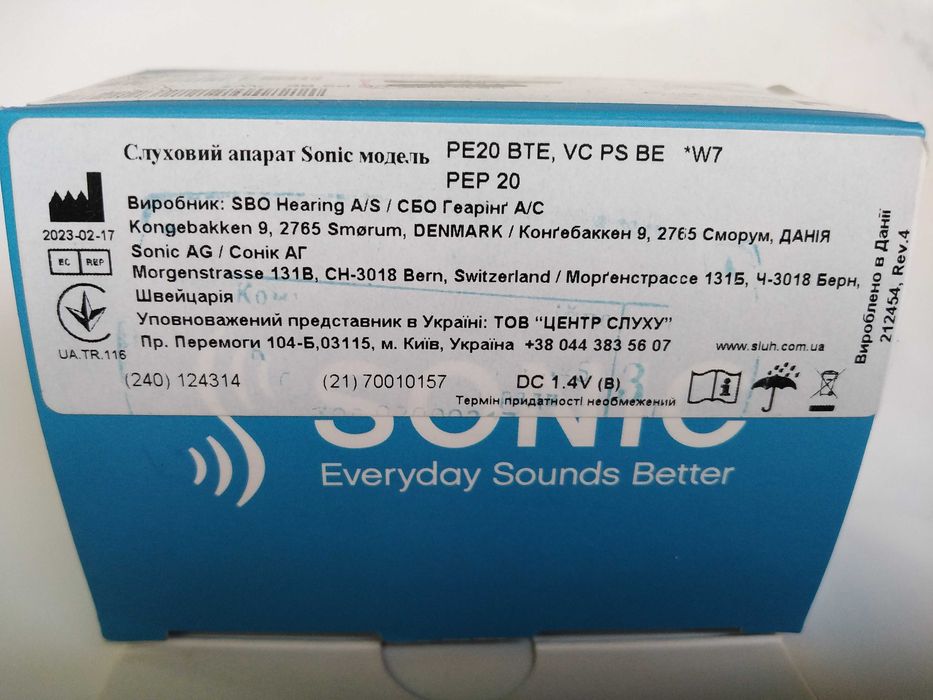 Слуховий апарат Sonic модель PE20 BTE, VC PS BE *W7
PEP 20
Виробник: SBO Hearing A/S / СБО Геарінґ А/С
Kongebakken 9, 2765 Smørum, DENMARK / Конґебаккен 9, 2765 Сморум, ДАНІЯ
2023-02-17
EC REP
Sonic AG / Сонік АГ
Morgenstrasse 131B, CH-3018 Bern, Switzerland / Морґенстрассе 131Б, Ч-3018 Берн,
Швейцарія
Уповноважений представник в Україні: ТОВ “ЦЕНТР СЛУХУ”
UA.TR.116
Пр. Перемоги 104-Б,03115, м. Київ, Україна +38 044 383 56 07
www.sluh.com.ua
(240) 124314
(21) 70010157
DC 1.4V (В)
Термін придатності необмежений
Вироблено в Данії
212454, Rev.4
SONIC
Everyday Sounds Better